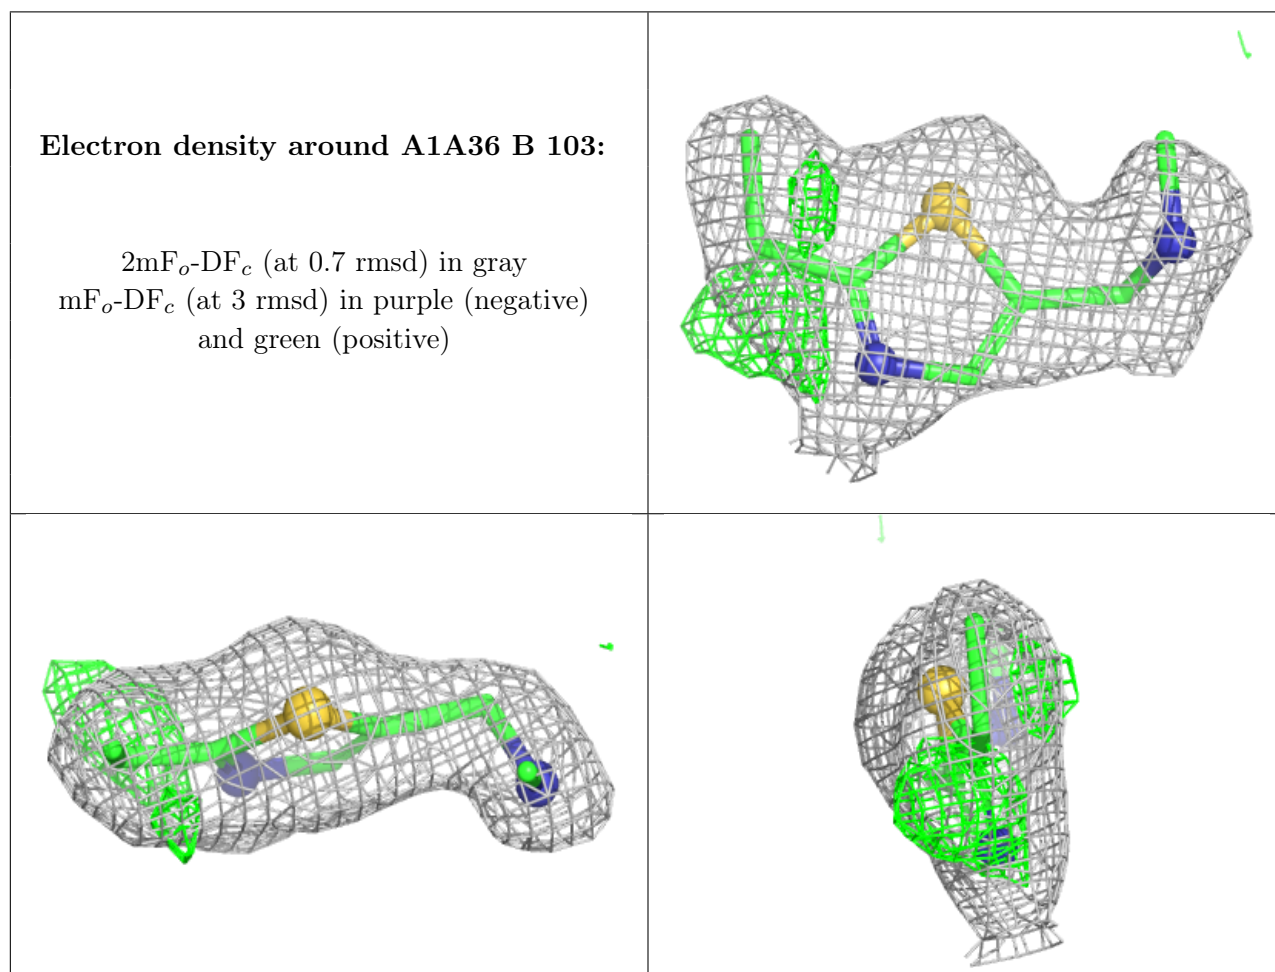 Electron density around A1A36 B 103:
2mFo-DFc (at 0.7 rmsd) in gray
mFo-DFc (at 3 rmsd) in purple (negative)
and green (positive)